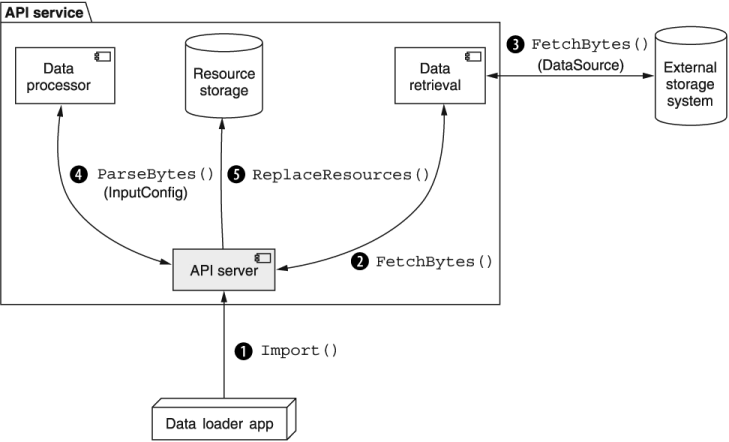 API service
Data
processor
Resource
storage
Data
retrieval
3 FetchBytes()
(DataSource)
External
storage
system
4 ParseBytes()
(InputConfig)
5 ReplaceResources()
API server
2 FetchBytes()
1 Import()
Data loader app